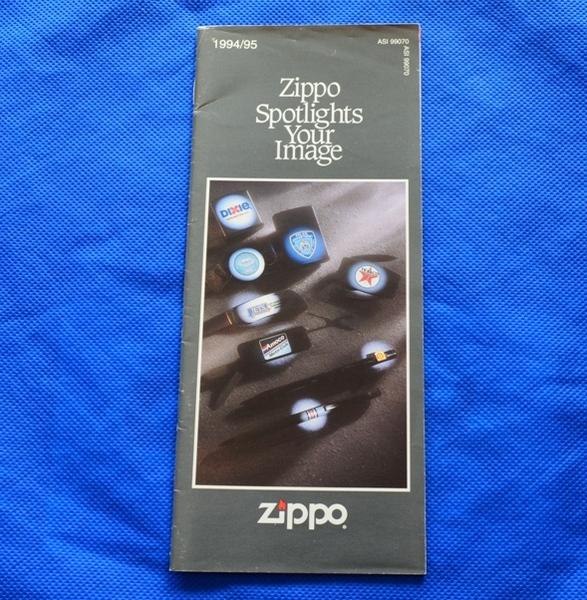 1994/95
ASI 99070
ASI 99070
Zippo
Spotlights
Your
Image
DIXIE
Amoco
zippo